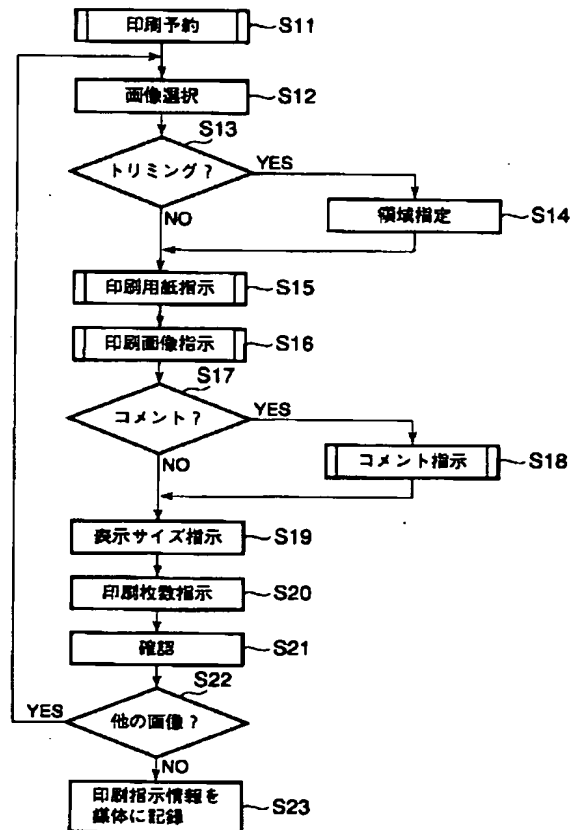 印刷予約 S11
画像選択 S12
S13
トリミング? YES
NO
領域指定 S14
印刷用紙指示 S15
印刷画像指示 S16
S17
コメント? YES
NO
コメント指示 S18
表示サイズ指示 S19
印刷枚数指示 S20
確認 S21
S22
YES 他の画像?
NO
印刷指示情報を
媒体に記録 S23